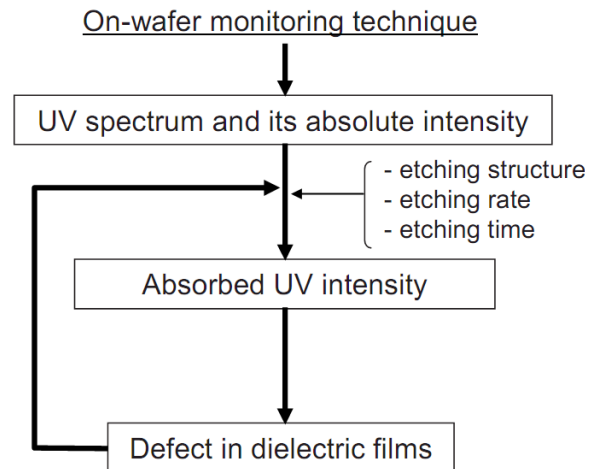 On-wafer monitoring technique
UV spectrum and its absolute intensity
- etching structure
- etching rate
- etching time
Absorbed UV intensity
Defect in dielectric films